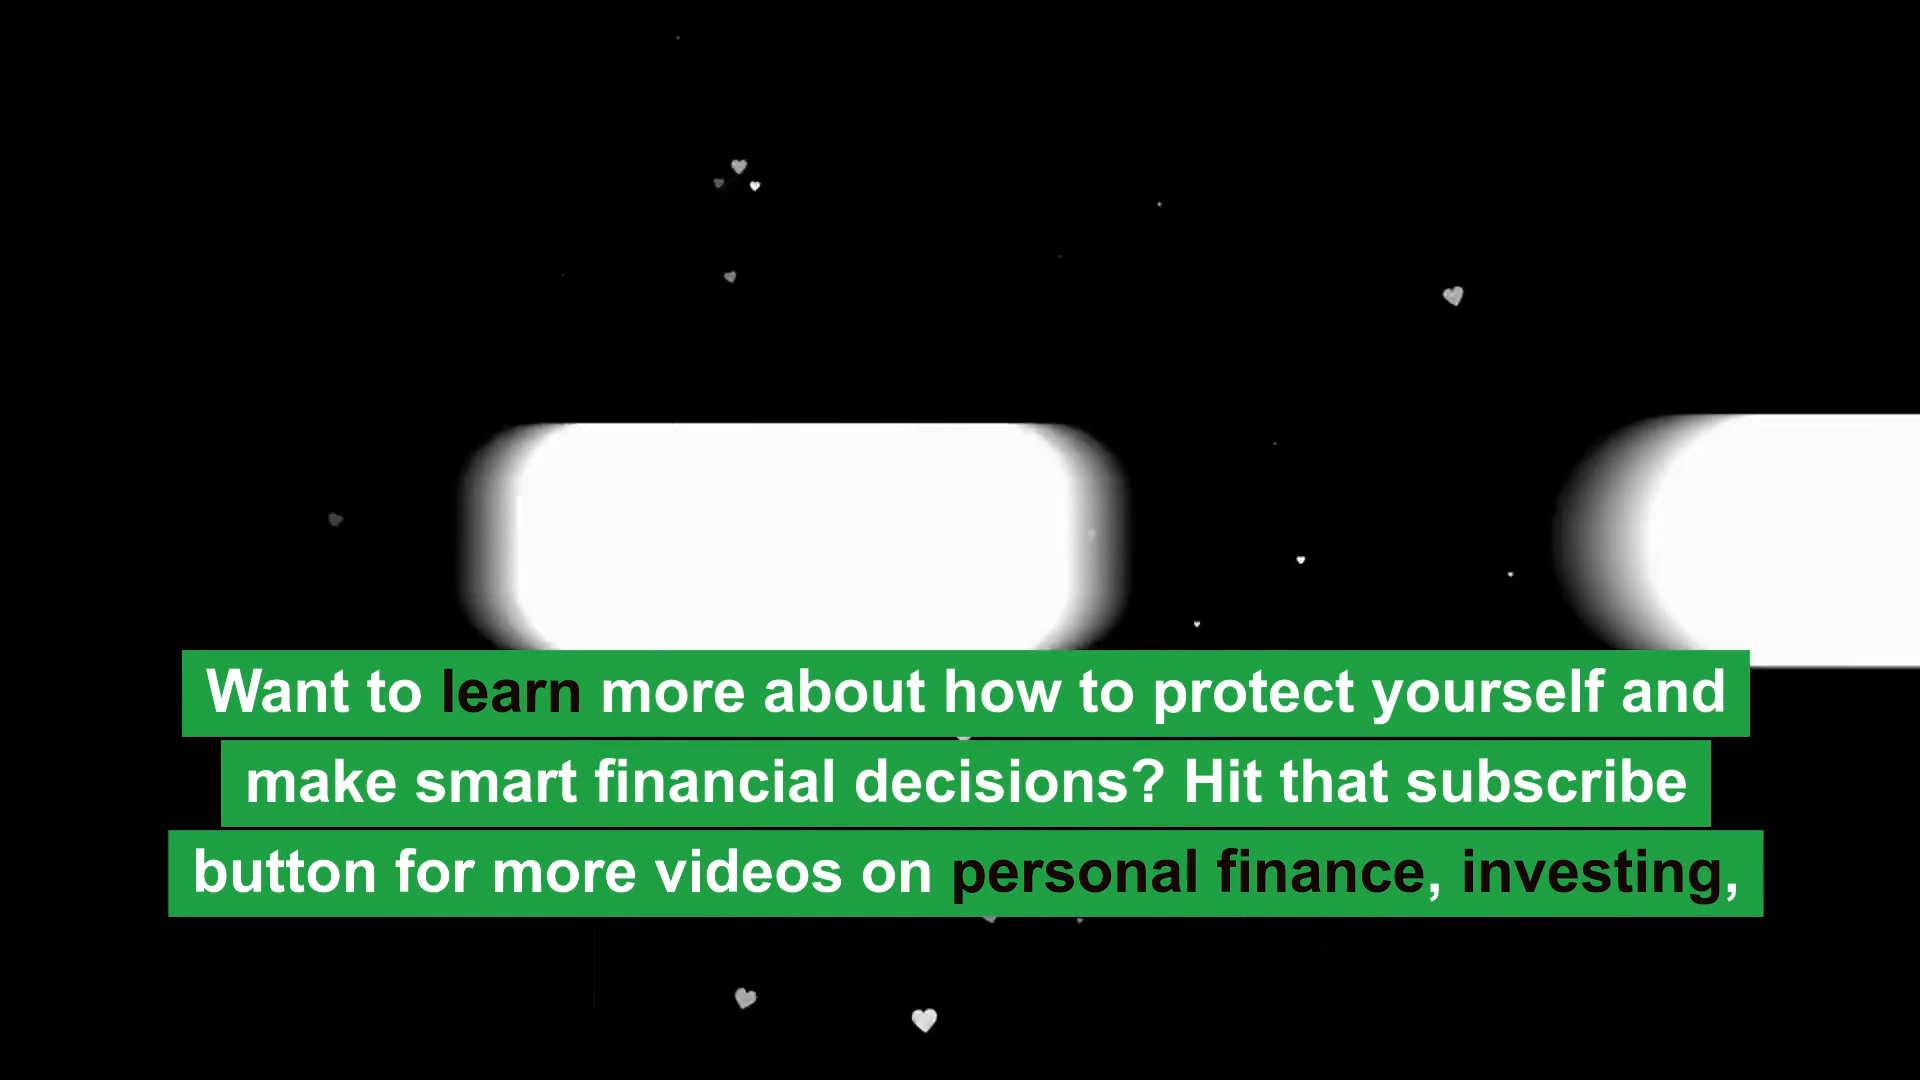 Want to learn more about how to protect yourself and
make smart financial decisions? Hit that subscribe
button for more videos on personal finance, investing,